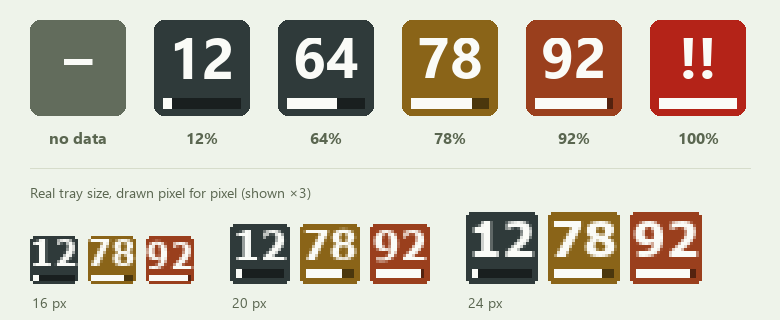 – 12 64 78 92 !!
no data 12% 64% 78% 92% 100%
Real tray size, drawn pixel for pixel (shown ×3)
12 78 92 12 78 92 12 78 92
16 px 20 px 24 px